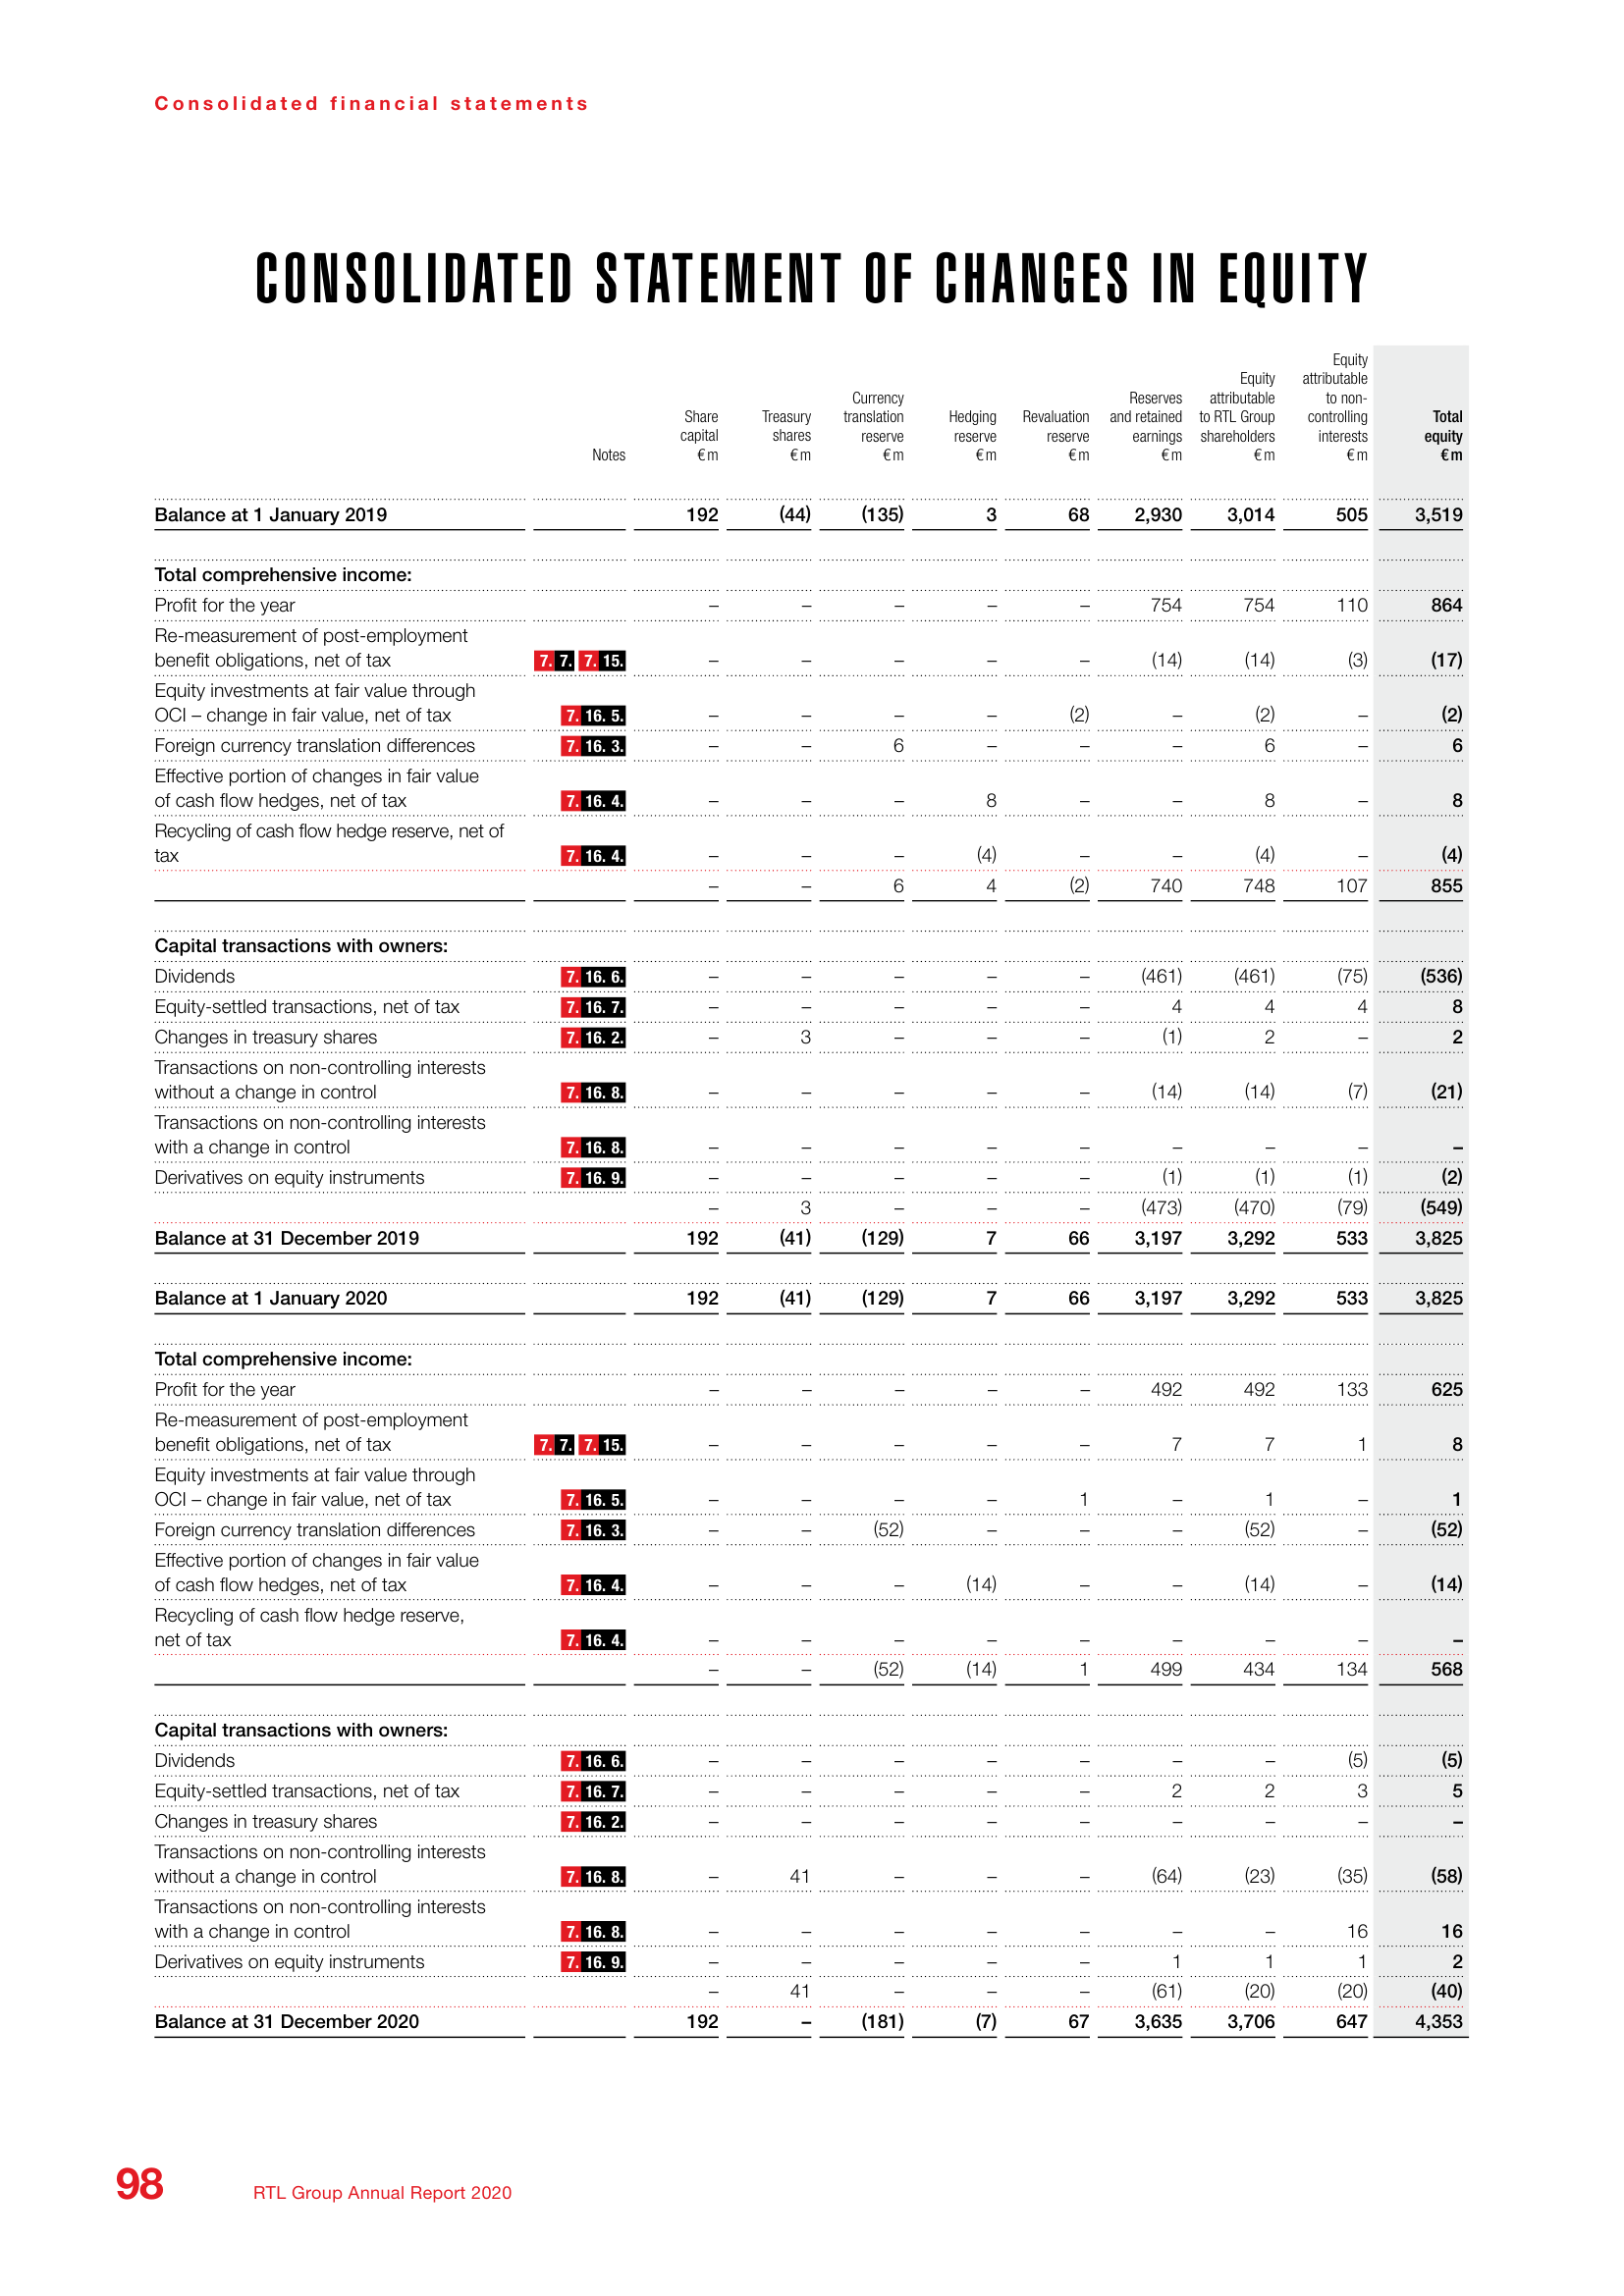 Consolidated financial statements
CONSOLIDATED STATEMENT OF CHANGES IN EQUITY
Notes Share capital €m Treasury shares €m Currency translation reserve €m Hedging reserve €m Revaluation reserve €m Reserves and retained earnings €m Equity attributable to RTL Group shareholders €m Equity attributable to non-controlling interests €m Total equity €m
Balance at 1 January 2019 192 (44) (135) 3 68 2,930 3,014 505 3,519
Total comprehensive income:
Profit for the year – – – – – 754 754 110 864
Re-measurement of post-employment
benefit obligations, net of tax 7. 7. 7. 15. – – – – – (14) (14) (3) (17)
Equity investments at fair value through
OCI – change in fair value, net of tax 7. 16. 5. – – – – (2) – (2) – (2)
Foreign currency translation differences 7. 16. 3. – – 6 – – – 6 – 6
Effective portion of changes in fair value
of cash flow hedges, net of tax 7. 16. 4. – – – 8 – – 8 – 8
Recycling of cash flow hedge reserve, net of
tax 7. 16. 4. – – – (4) – – (4) – (4)
– – 6 4 (2) 740 748 107 855
Capital transactions with owners:
Dividends 7. 16. 6. – – – – – (461) (461) (75) (536)
Equity-settled transactions, net of tax 7. 16. 7. – – – – – 4 4 4 8
Changes in treasury shares 7. 16. 2. – 3 – – – (1) 2 – 2
Transactions on non-controlling interests
without a change in control 7. 16. 8. – – – – – (14) (14) (7) (21)
Transactions on non-controlling interests
with a change in control 7. 16. 8. – – – – – – – – –
Derivatives on equity instruments 7. 16. 9. – – – – – (1) (1) (1) (2)
– 3 – – – (473) (470) (79) (549)
Balance at 31 December 2019 192 (41) (129) 7 66 3,197 3,292 533 3,825
Balance at 1 January 2020 192 (41) (129) 7 66 3,197 3,292 533 3,825
Total comprehensive income:
Profit for the year – – – – – 492 492 133 625
Re-measurement of post-employment
benefit obligations, net of tax 7. 7. 7. 15. – – – – – 7 7 1 8
Equity investments at fair value through
OCI – change in fair value, net of tax 7. 16. 5. – – – – 1 – 1 – 1
Foreign currency translation differences 7. 16. 3. – – (52) – – – (52) – (52)
Effective portion of changes in fair value
of cash flow hedges, net of tax 7. 16. 4. – – – (14) – – (14) – (14)
Recycling of cash flow hedge reserve,
net of tax 7. 16. 4. – – – – – – – – –
– – (52) (14) 1 499 434 134 568
Capital transactions with owners:
Dividends 7. 16. 6. – – – – – – – (5) (5)
Equity-settled transactions, net of tax 7. 16. 7. – – – – – 2 2 3 5
Changes in treasury shares 7. 16. 2. – – – – – – – – –
Transactions on non-controlling interests
without a change in control 7. 16. 8. – 41 – – – (64) (23) (35) (58)
Transactions on non-controlling interests
with a change in control 7. 16. 8. – – – – – – – 16 16
Derivatives on equity instruments 7. 16. 9. – – – – – 1 1 1 2
– 41 – – – (61) (20) (20) (40)
Balance at 31 December 2020 192 – (181) (7) 67 3,635 3,706 647 4,353
98 RTL Group Annual Report 2020